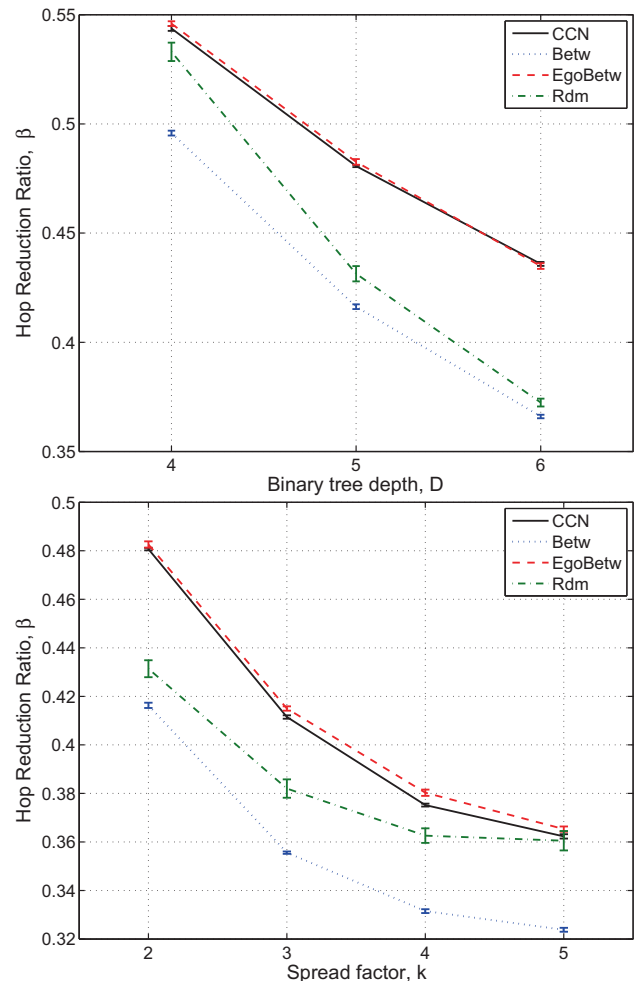 0.55
0.5
0.45
0.4
0.35
Hop Reduction Ratio, β
CCN
Betw
EgoBetw
Rdm
4 5 6
Binary tree depth, D
0.5
0.48
0.46
0.44
0.42
0.4
0.38
0.36
0.34
0.32
Hop Reduction Ratio, β
CCN
Betw
EgoBetw
Rdm
2 3 4 5
Spread factor, k